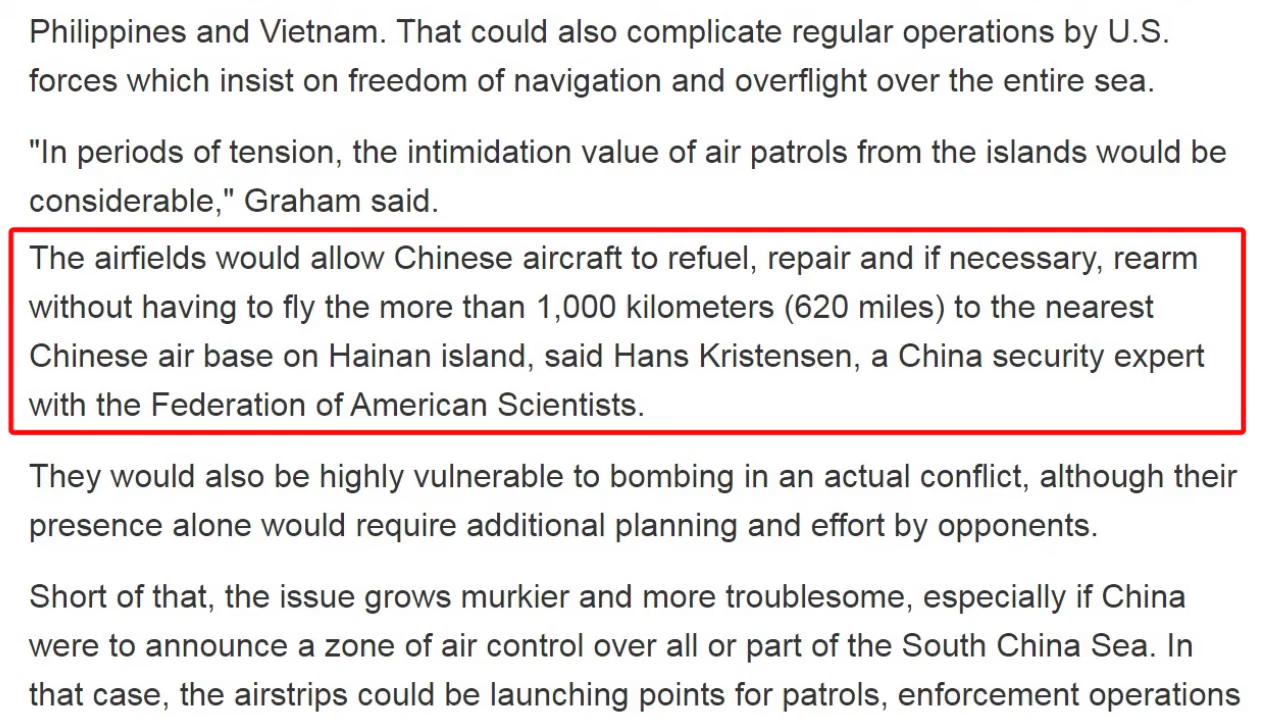 Philippines and Vietnam. That could also complicate regular operations by U.S.
forces which insist on freedom of navigation and overflight over the entire sea.
"In periods of tension, the intimidation value of air patrols from the islands would be
considerable," Graham said.
The airfields would allow Chinese aircraft to refuel, repair and if necessary, rearm
without having to fly the more than 1,000 kilometers (620 miles) to the nearest
Chinese air base on Hainan island, said Hans Kristensen, a China security expert
with the Federation of American Scientists.
They would also be highly vulnerable to bombing in an actual conflict, although their
presence alone would require additional planning and effort by opponents.
Short of that, the issue grows murkier and more troublesome, especially if China
were to announce a zone of air control over all or part of the South China Sea. In
that case, the airstrips could be launching points for patrols, enforcement operations